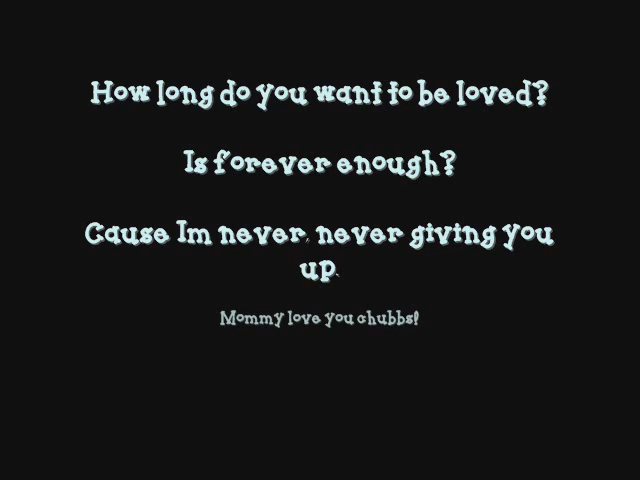 How long do you want to be loved?
Is forever enough?
Cause Im never, never giving you
up.
Mommy love you chubbs!